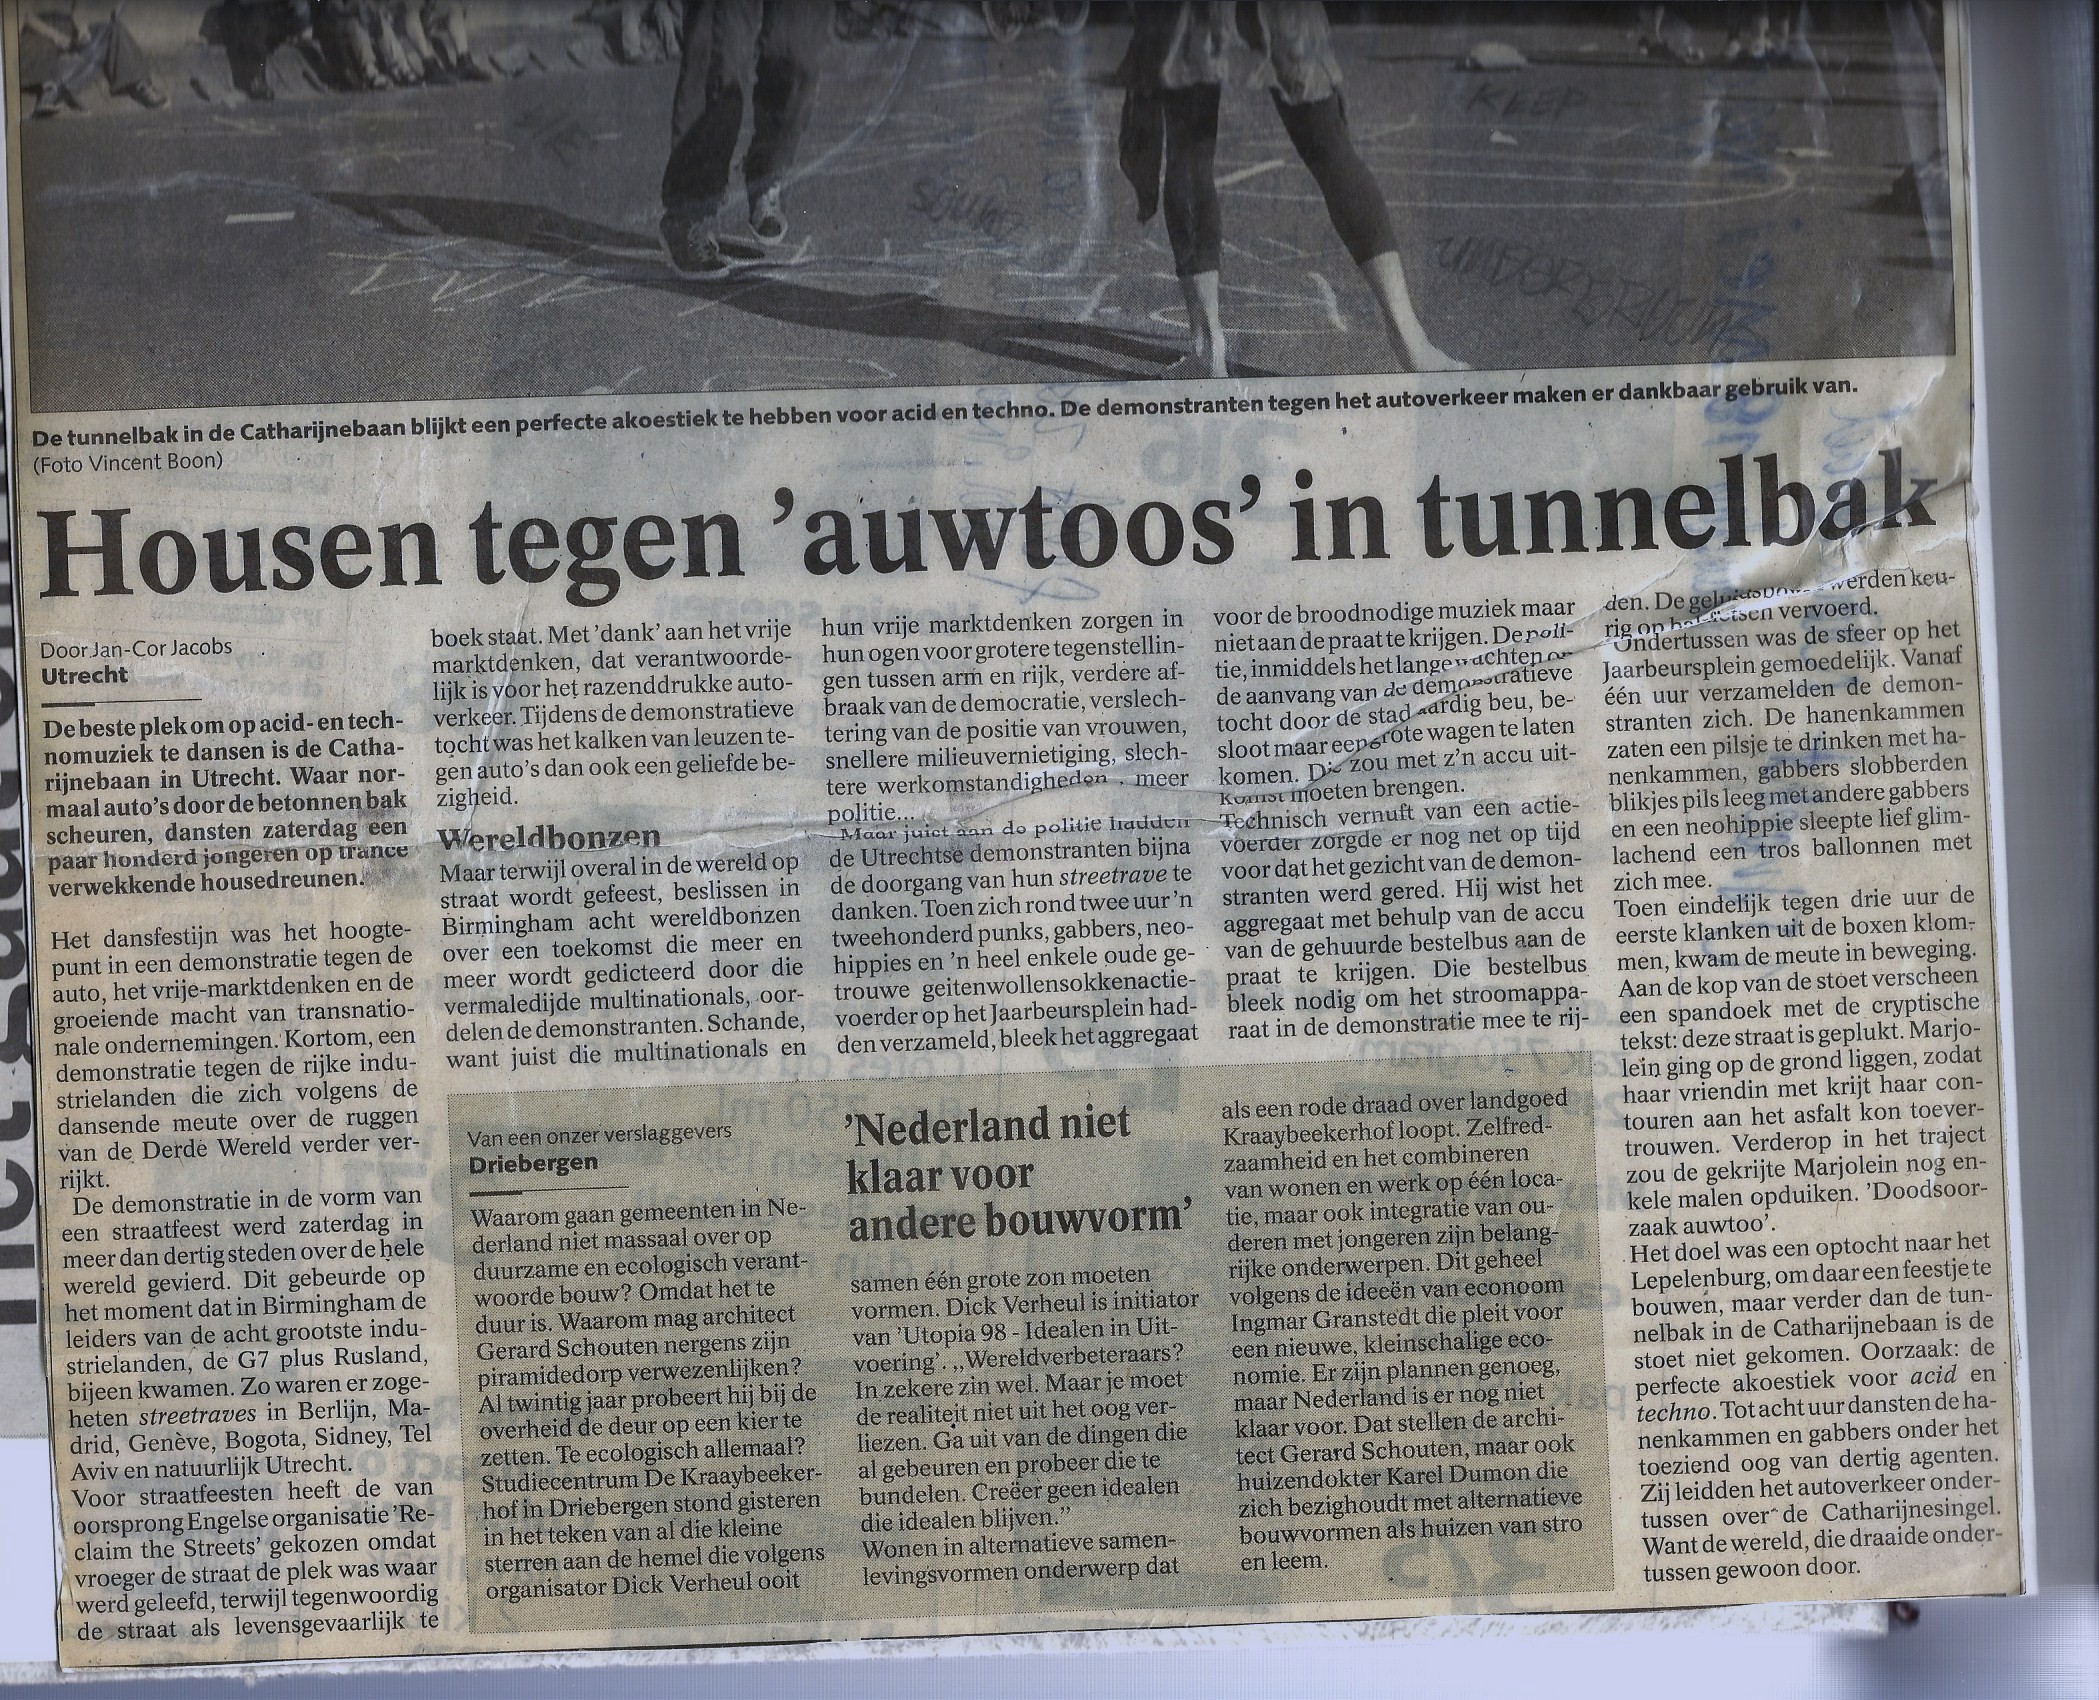 KEEP
De tunnelbak in de Catharijnebaan blijkt een perfecte akoestiek te hebben voor acid en techno. De demonstranten tegen het autoverkeer maken er dankbaar gebruik van.
(Foto Vincent Boon)
Housen tegen 'auwtoos' in tunnelbak
Door Jan-Cor Jacobs
Utrecht
De beste plek om op acid- en tech-
nomuziek te dansen is de Catha-
rijnebaan in Utrecht. Waar nor-
maal auto's door de betonnen bak
scheuren, dansten zaterdag een
paar honderd jongeren op trance
verwekkende housedreunen.
Het dansfestijn was het hoogte-
punt in een demonstratie tegen de
auto, het vrije-marktdenken en de
groeiende macht van transnatio-
nale ondernemingen. Kortom, een
demonstratie tegen de rijke indu-
strielanden die zich volgens de
dansende meute over de ruggen
van de Derde Wereld verder ver-
rijkt.
De demonstratie in de vorm van
een straatfeest werd zaterdag in
meer dan dertig steden over de hele
wereld gevierd. Dit gebeurde op
het moment dat in Birmingham de
leiders van de acht grootste indu-
strielanden, de G7 plus Rusland,
bijeen kwamen. Zo waren er zoge-
heten streetraves in Berlijn, Ma-
drid, Genève, Bogota, Sidney, Tel
Aviv en natuurlijk Utrecht.
Voor straatfeesten heeft de van
oorsprong Engelse organisatie 'Re-
claim the Streets' gekozen omdat
vroeger de straat de plek was waar
werd geleefd, terwijl tegenwoordig
de straat als levensgevaarlijk te
boek staat. Met 'dank' aan het vrije
marktdenken, dat verantwoorde-
lijk is voor het razenddrukke auto-
verkeer. Tijdens de demonstratieve
tocht was het kalken van leuzen te-
gen auto's dan ook een geliefde be-
zigheid.
Wereldbonzen
Maar terwijl overal in de wereld op
straat wordt gefeest, beslissen in
Birmingham acht wereldbonzen
over een toekomst die meer en
meer wordt gedicteerd door die
vermaledijde multinationals, oor-
delen de demonstranten. Schande,
want juist die multinationals en
hun vrije marktdenken zorgen in
hun ogen voor grotere tegenstellin-
gen tussen arm en rijk, verdere af-
braak van de democratie, verslech-
tering van de positie van vrouwen,
snellere milieuvernietiging, slech-
tere werkomstandigheden, meer
politie...
Maar juist aan de politie hadden
de Utrechtse demonstranten bijna
de doorgang van hun streetrave te
danken. Toen zich rond twee uur 'n
tweehonderd punks, gabbers, neo-
hippies en 'n heel enkele oude ge-
trouwe geitenwollensokkenactie-
voerder op het Jaarbeursplein had-
den verzameld, bleek het aggregaat
voor de broodnodige muziek maar
niet aan de praat te krijgen. De poli-
tie, inmiddels het lange wachten op
de aanvang van de demonstratieve
tocht door de stad aardig beu, be-
sloot maar een grote wagen te laten
komen. Die zou met z'n accu uit-
komst moeten brengen.
Technisch vernuft van een actie-
voerder zorgde er nog net op tijd
voor dat het gezicht van de demon-
stranten werd gered. Hij wist het
aggregaat met behulp van de accu
van de gehuurde bestelbus aan de
praat te krijgen. Die bestelbus
bleek nodig om het stroomappa-
raat in de demonstratie mee te rij-
den. De geluidsboxen werden keu-
rig op bakfietsen vervoerd.
Ondertussen was de sfeer op het
Jaarbeursplein gemoedelijk. Vanaf
één uur verzamelden de demon-
stranten zich. De hanenkammen
zaten een pilsje te drinken met ha-
nenkammen, gabbers slobberden
blikjes pils leeg met andere gabbers
en een neohippie sleepte lief glim-
lachend een tros ballonnen met
zich mee.
Toen eindelijk tegen drie uur de
eerste klanken uit de boxen klom-
men, kwam de meute in beweging.
Aan de kop van de stoet verscheen
een spandoek met de cryptische
tekst: deze straat is geplukt. Marjo-
lein ging op de grond liggen, zodat
haar vriendin met krijt haar con-
touren aan het asfalt kon toever-
trouwen. Verderop in het traject
zou de gekrijte Marjolein nog en-
kele malen opduiken. 'Doodsoor-
zaak auwtoo'.
Het doel was een optocht naar het
Lepelenburg, om daar een feestje te
bouwen, maar verder dan de tun-
nelbak in de Catharijnebaan is de
stoet niet gekomen. Oorzaak: de
perfecte akoestiek voor acid en
techno. Tot acht uur dansten de ha-
nenkammen en gabbers onder het
toeziend oog van dertig agenten.
Zij leidden het autoverkeer onder-
tussen over de Catharijnesingel.
Want de wereld, die draaide onder-
tussen gewoon door.
Van een onzer verslaggevers
Driebergen
'Nederland niet
klaar voor
andere bouwvorm'
Waarom gaan gemeenten in Ne-
derland niet massaal over op
duurzame en ecologisch verant-
woorde bouw? Omdat het te
duur is. Waarom mag architect
Gerard Schouten nergens zijn
piramidedorp verwezenlijken?
Al twintig jaar probeert hij bij de
overheid de deur op een kier te
zetten. Te ecologisch allemaal?
Studiecentrum De Kraaybeeker-
hof in Driebergen stond gisteren
in het teken van al die kleine
sterren aan de hemel die volgens
organisator Dick Verheul ooit
samen één grote zon moeten
vormen. Dick Verheul is initiator
van 'Utopia 98 - Idealen in Uit-
voering'. ,,Wereldverbeteraars?
In zekere zin wel. Maar je moet
de realiteit niet uit het oog ver-
liezen. Ga uit van de dingen die
al gebeuren en probeer die te
bundelen. Creëer geen idealen
die idealen blijven."
Wonen in alternatieve samen-
levingsvormen onderwerp dat
als een rode draad over landgoed
Kraaybeekerhof loopt. Zelfred-
zaamheid en het combineren
van wonen en werk op één loca-
tie, maar ook integratie van ou-
deren met jongeren zijn belang-
rijke onderwerpen. Dit geheel
volgens de ideeën van econoom
Ingmar Granstedt die pleit voor
een nieuwe, kleinschalige eco-
nomie. Er zijn plannen genoeg,
maar Nederland is er nog niet
klaar voor. Dat stellen de archi-
tect Gerard Schouten, maar ook
huizendokter Karel Dumon die
zich bezighoudt met alternatieve
bouwvormen als huizen van stro
en leem.